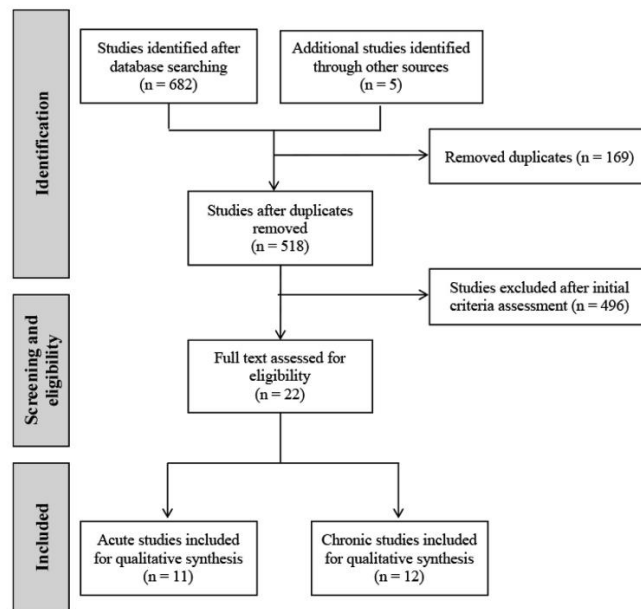 Identification
Studies identified after
database searching
(n = 682)
Additional studies identified
through other sources
(n = 5)
Removed duplicates (n = 169)
Studies after duplicates
removed
(n = 518)
Studies excluded after initial
criteria assessment (n = 496)
Screening and
eligibility
Full text assessed for
eligibility
(n = 22)
Included
Acute studies included
for qualitative synthesis
(n = 11)
Chronic studies included
for qualitative synthesis
(n = 12)